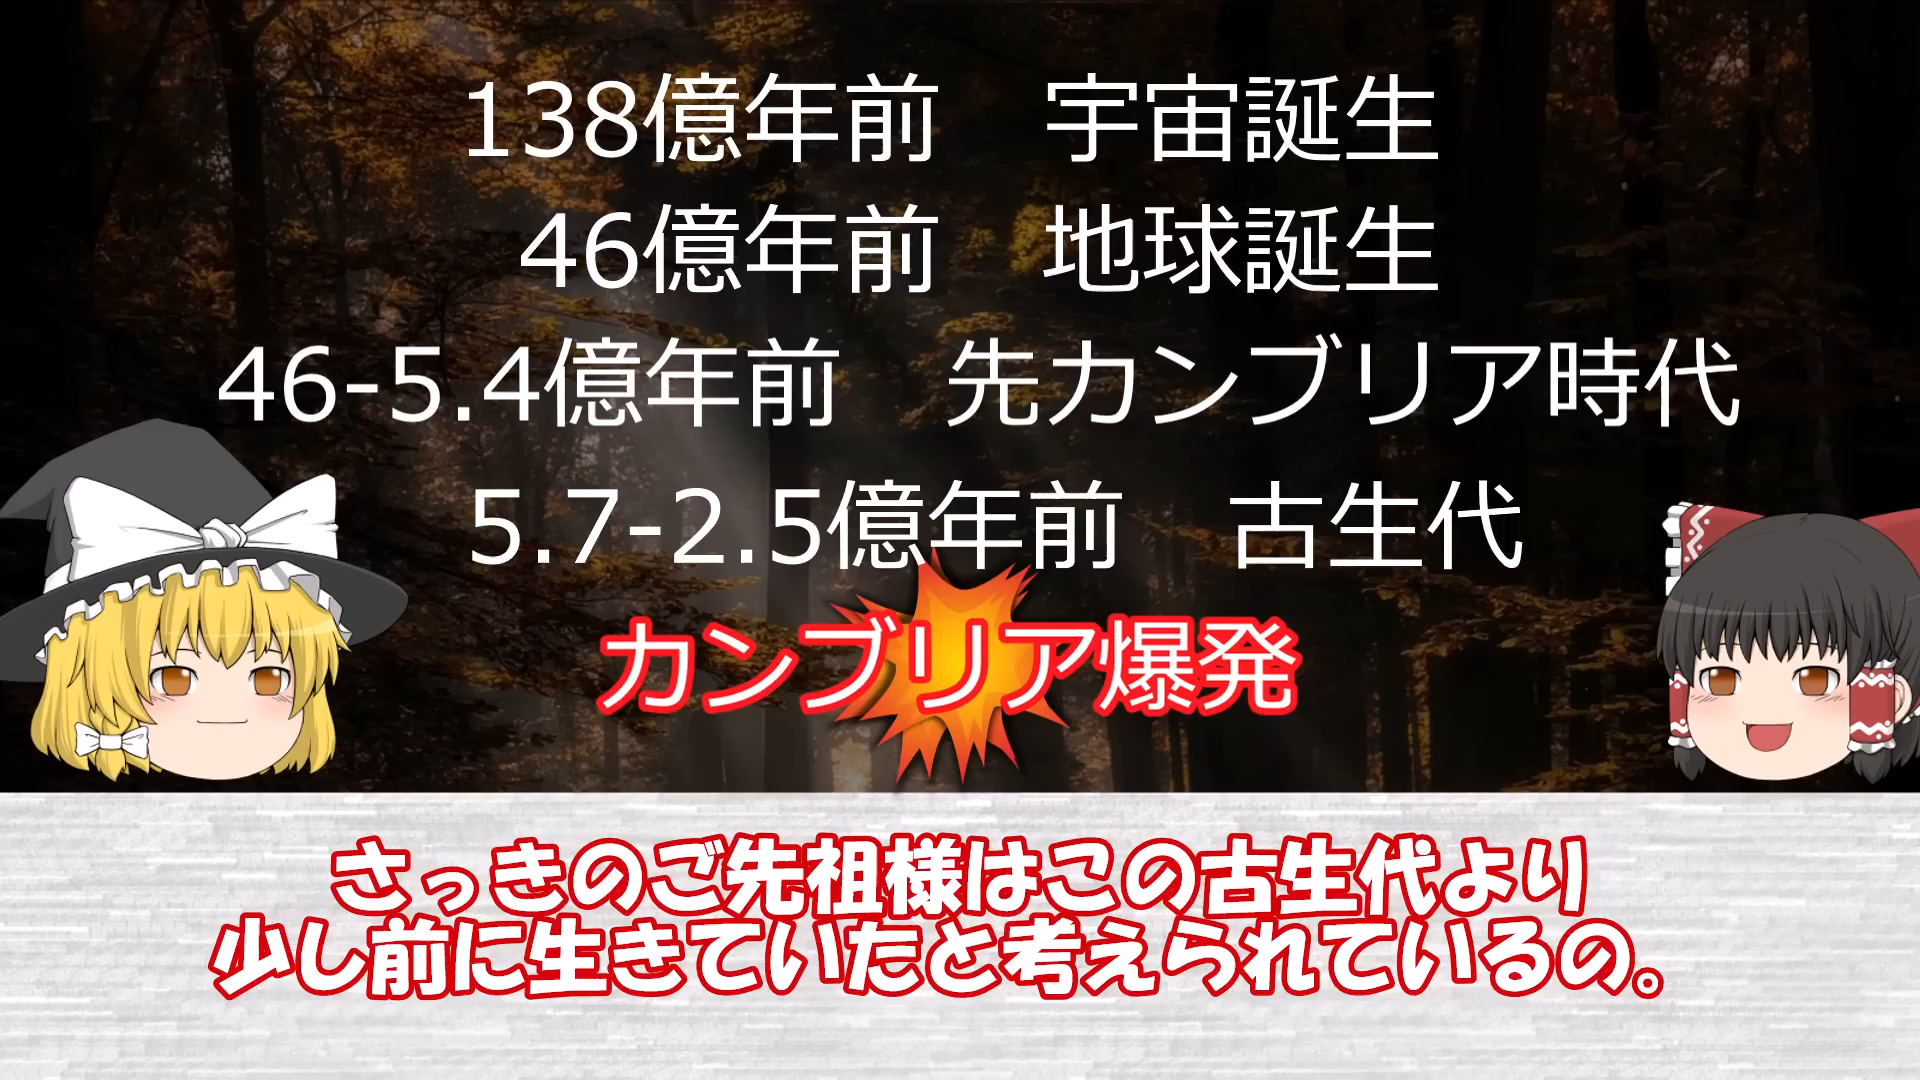 138億年前　宇宙誕生
46億年前　地球誕生
46-5.4億年前　先カンブリア時代
5.7-2.5億年前　古生代
カンブリア爆発
さっきのご先祖様はこの古生代より
少し前に生きていたと考えられているの。